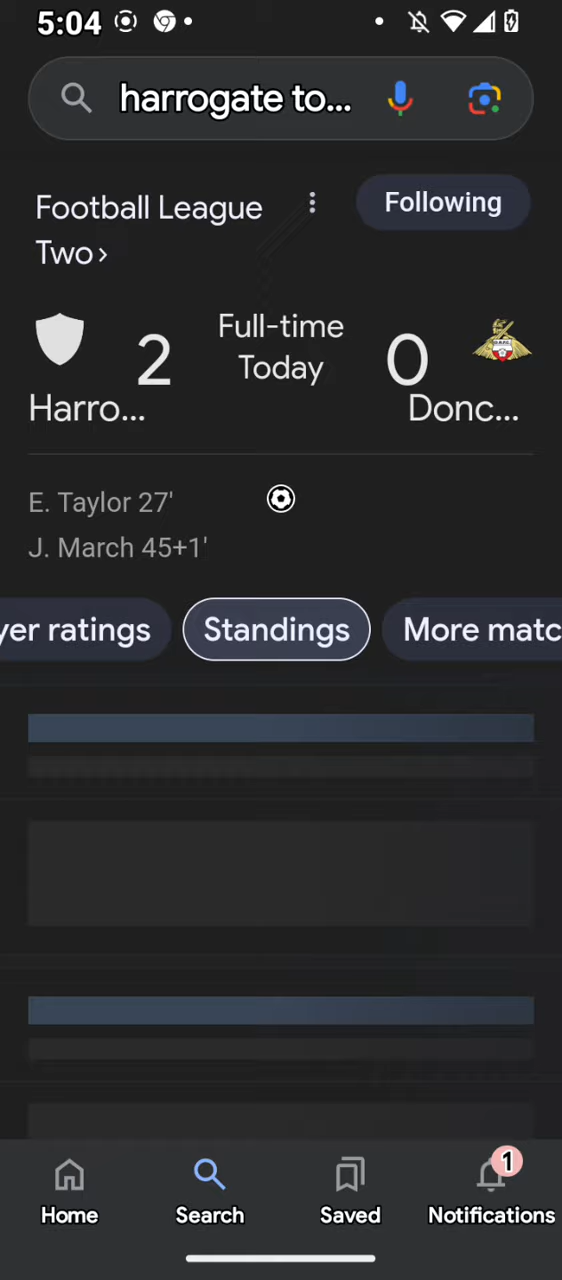 5:04
harrogate to...
Football League
Two ›
Following
Full-time
Today
2
0
Harro...
Donc...
E. Taylor 27'
J. March 45+1'
yer ratings
Standings
More matc
1
Home
Search
Saved
Notifications